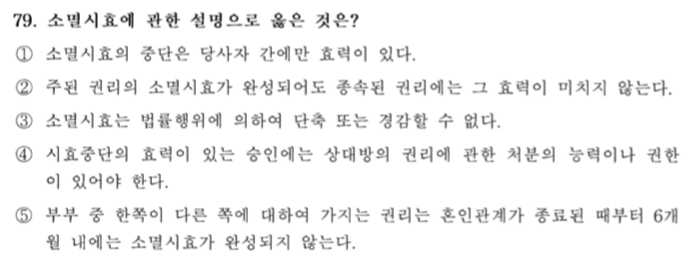 79. 소멸시효에 관한 설명으로 옳은 것은?
① 소멸시효의 중단은 당사자 간에만 효력이 있다.
② 주된 권리의 소멸시효가 완성되어도 종속된 권리에는 그 효력이 미치지 않는다.
③ 소멸시효는 법률행위에 의하여 단축 또는 경감할 수 없다.
④ 시효중단의 효력이 있는 승인에는 상대방의 권리에 관한 처분의 능력이나 권한
이 있어야 한다.
⑤ 부부 중 한쪽이 다른 쪽에 대하여 가지는 권리는 혼인관계가 종료된 때부터 6개
월 내에는 소멸시효가 완성되지 않는다.